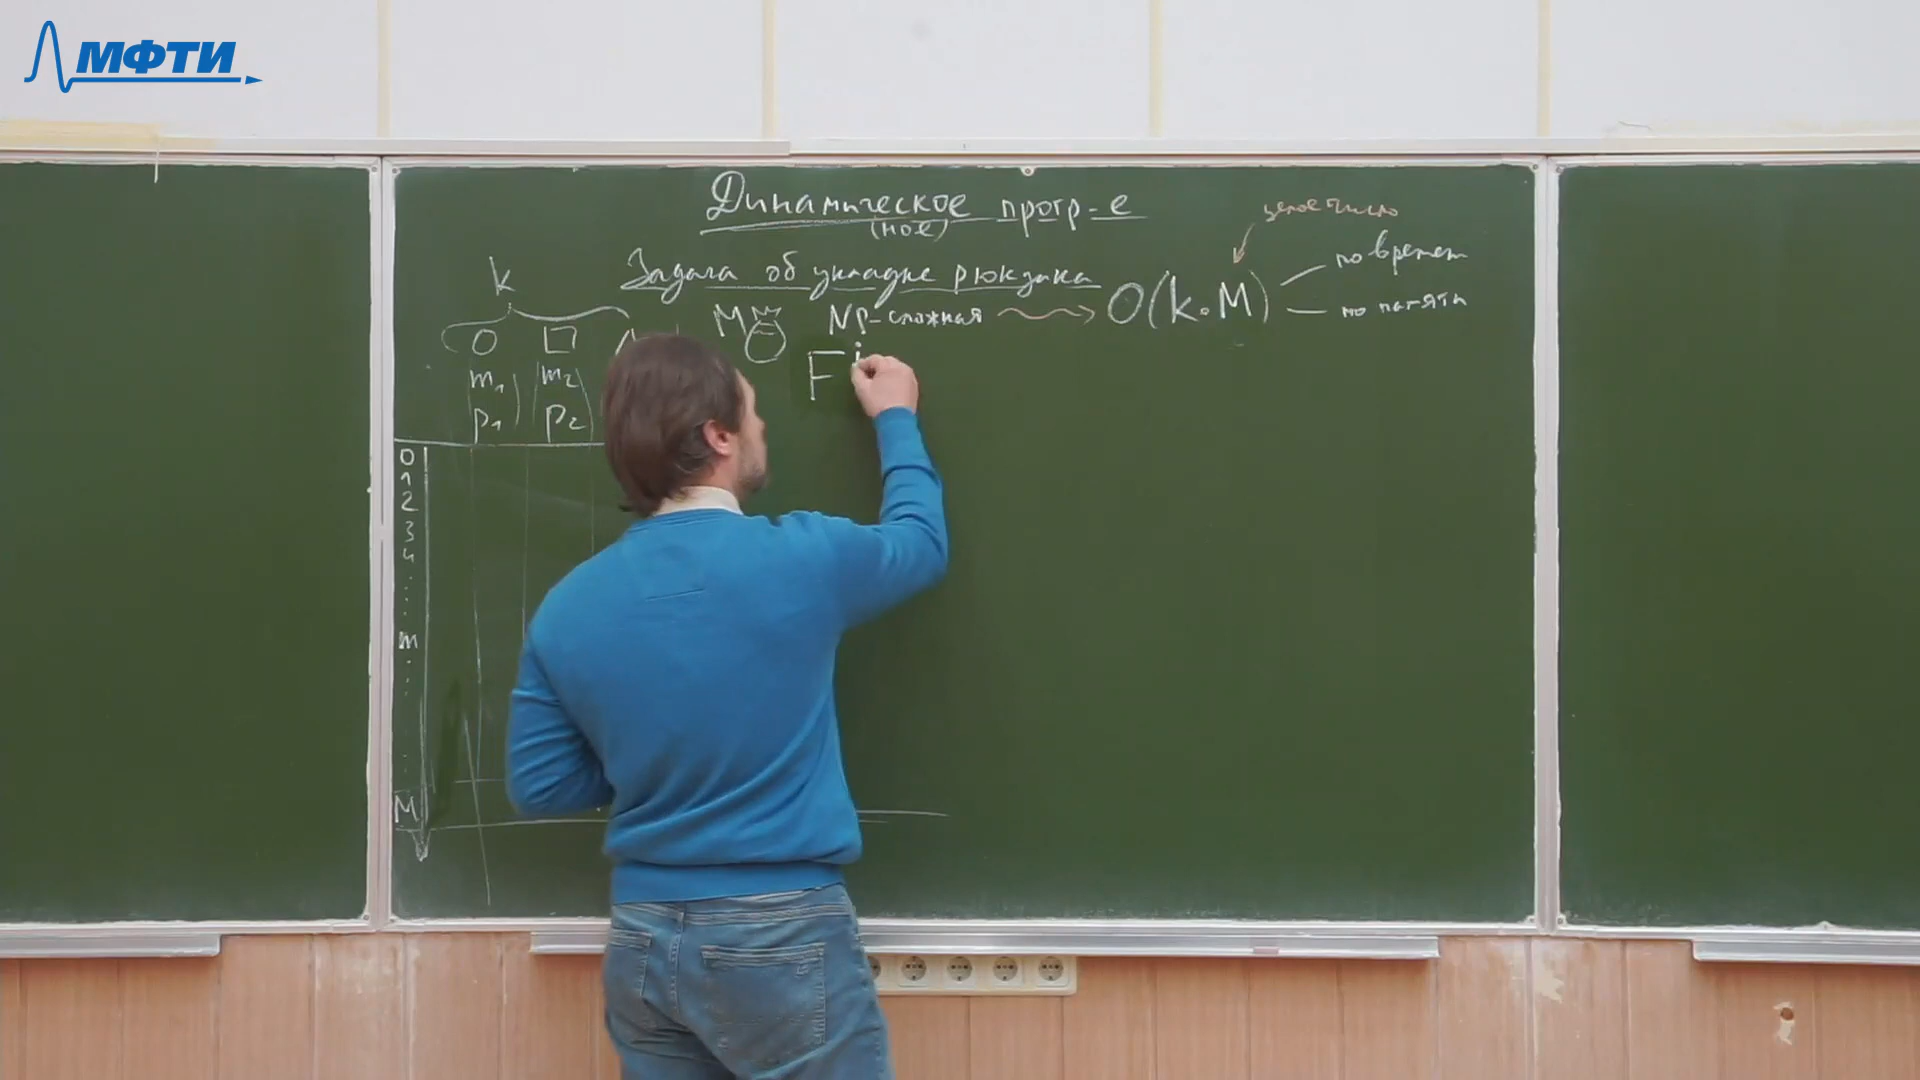 МФТИ
Динамическое прогр-е
(ное)
целое число
Задача об укладке рюкзака
k
M
NP-сложная
O(k·M)
по времен
по памяти
F i
m₁ m₂
p₁ p₂
0
1
2
3
4
m
M